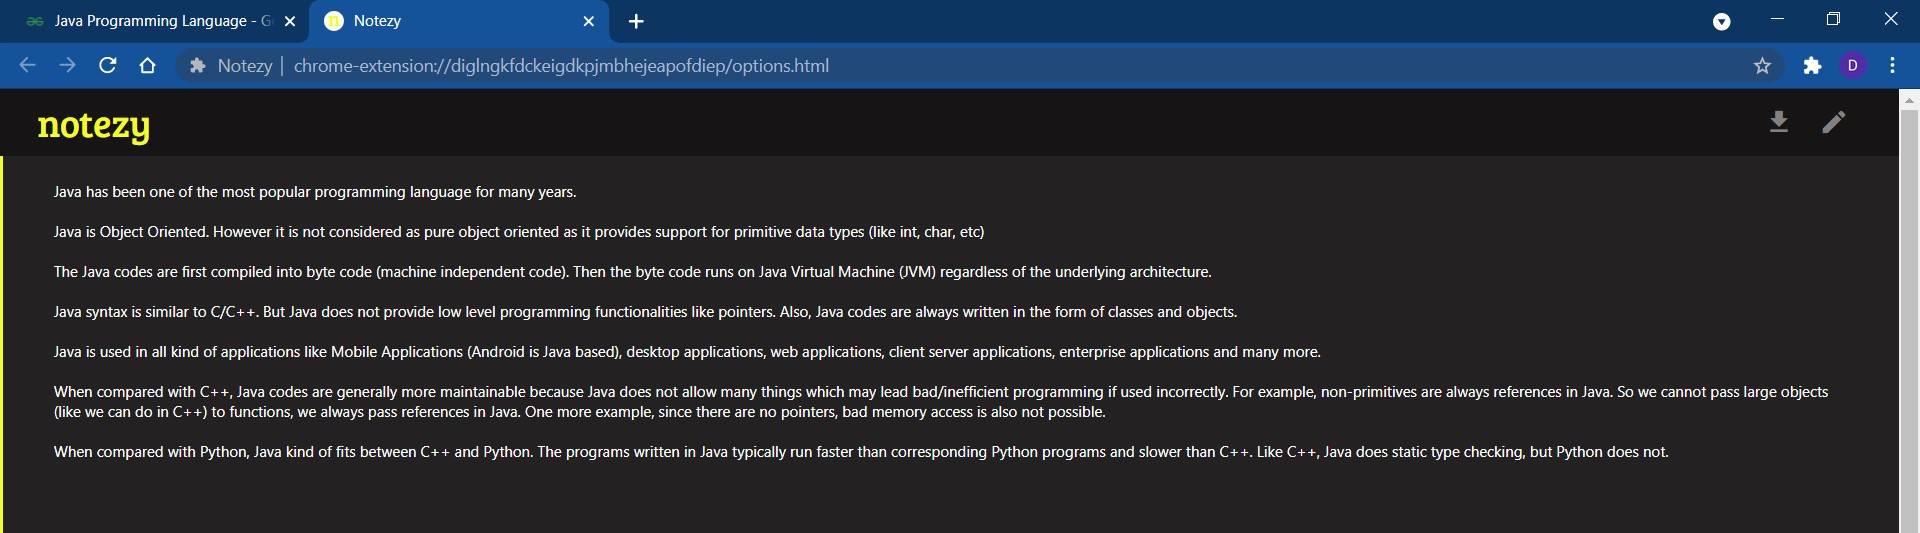 Java Programming Language - G
Notezy
Notezy | chrome-extension://diglngkfdckeigdkpjmbhejeapofdiep/options.html
D
notezy
Java has been one of the most popular programming language for many years.
Java is Object Oriented. However it is not considered as pure object oriented as it provides support for primitive data types (like int, char, etc)
The Java codes are first compiled into byte code (machine independent code). Then the byte code runs on Java Virtual Machine (JVM) regardless of the underlying architecture.
Java syntax is similar to C/C++. But Java does not provide low level programming functionalities like pointers. Also, Java codes are always written in the form of classes and objects.
Java is used in all kind of applications like Mobile Applications (Android is Java based), desktop applications, web applications, client server applications, enterprise applications and many more.
When compared with C++, Java codes are generally more maintainable because Java does not allow many things which may lead bad/inefficient programming if used incorrectly. For example, non-primitives are always references in Java. So we cannot pass large objects
(like we can do in C++) to functions, we always pass references in Java. One more example, since there are no pointers, bad memory access is also not possible.
When compared with Python, Java kind of fits between C++ and Python. The programs written in Java typically run faster than corresponding Python programs and slower than C++. Like C++, Java does static type checking, but Python does not.